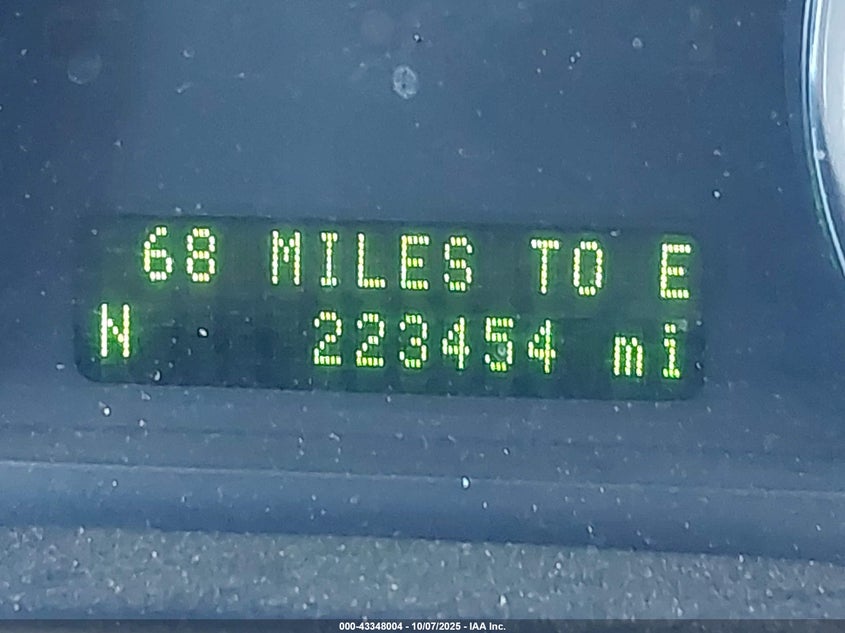 68 MILES TO E
N 223454 mi
000-43348004 - 10/07/2025 - IAA Inc.